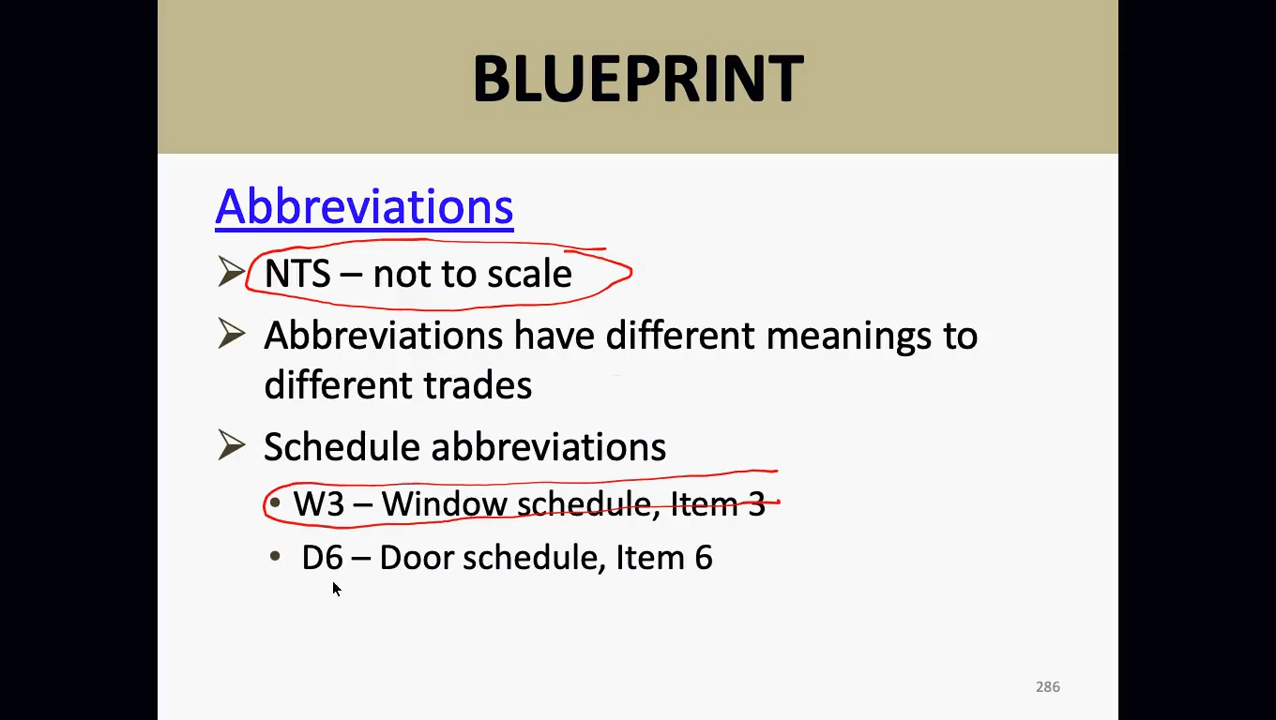 BLUEPRINT
Abbreviations
➢ NTS – not to scale
➢ Abbreviations have different meanings to
different trades
➢ Schedule abbreviations
• W3 – Window schedule, Item 3
• D6 – Door schedule, Item 6
286